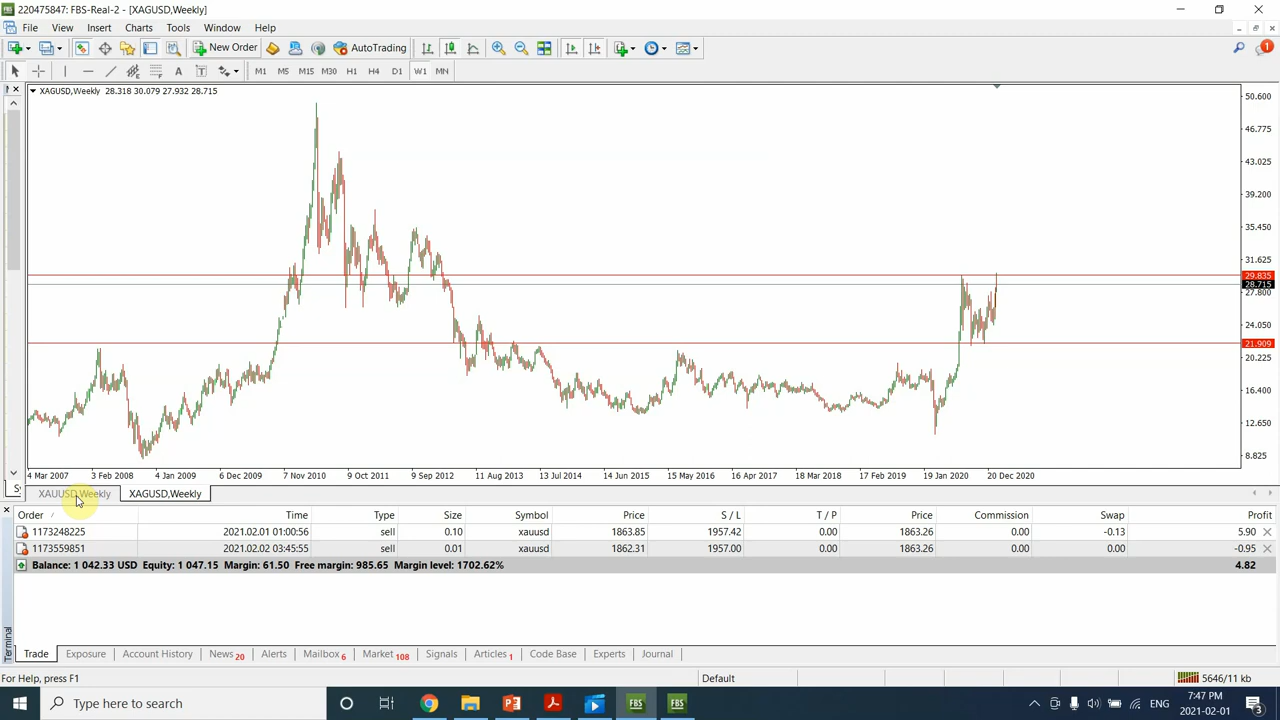 220475847: FBS-Real-2 - [XAGUSD,Weekly]
File View Insert Charts Tools Window Help
New Order AutoTrading 1
A T M1 M5 M15 M30 H1 H4 D1 W1 MN
XAGUSD,Weekly 28.318 30.079 27.932 28.715
50.600
46.775
43.025
39.200
35.450
31.625
29.835
28.715
27.800
24.050
21.909
20.225
16.400
12.650
8.825
4 Mar 2007 3 Feb 2008 4 Jan 2009 6 Dec 2009 7 Nov 2010 9 Oct 2011 9 Sep 2012 11 Aug 2013 13 Jul 2014 14 Jun 2015 15 May 2016 16 Apr 2017 18 Mar 2018 17 Feb 2019 19 Jan 2020 20 Dec 2020
XAUUSD,Weekly XAGUSD,Weekly
Order Time Type Size Symbol Price S / L T / P Price Commission Swap Profit
1173248225 2021.02.01 01:00:56 sell 0.10 xauusd 1863.85 1957.42 0.00 1863.26 0.00 -0.13 5.90
1173559851 2021.02.02 03:45:55 sell 0.01 xauusd 1862.31 1957.00 0.00 1863.26 0.00 0.00 -0.95
Balance: 1 042.33 USD Equity: 1 047.15 Margin: 61.50 Free margin: 985.65 Margin level: 1702.62% 4.82
Terminal
Trade Exposure Account History News 20 Alerts Mailbox 6 Market 108 Signals Articles 1 Code Base Experts Library Journal
For Help, press F1 Default 5646/11 kb
Type here to search
FBS FBS
ENG
7:47 PM
2021-02-01
3